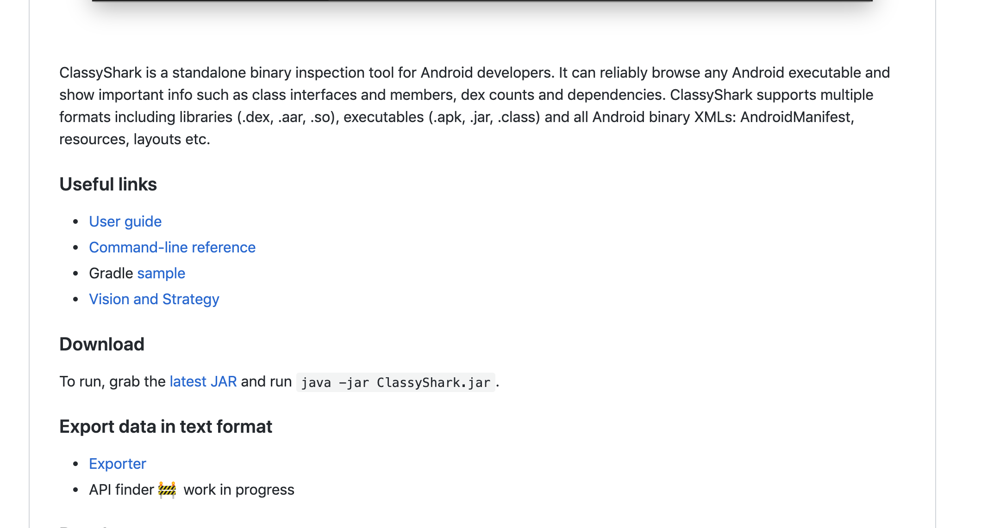 ClassyShark is a standalone binary inspection tool for Android developers. It can reliably browse any Android executable and
show important info such as class interfaces and members, dex counts and dependencies. ClassyShark supports multiple
formats including libraries (.dex, .aar, .so), executables (.apk, .jar, .class) and all Android binary XMLs: AndroidManifest,
resources, layouts etc.
Useful links
• User guide
• Command-line reference
• Gradle sample
• Vision and Strategy
Download
To run, grab the latest JAR and run java -jar ClassyShark.jar.
Export data in text format
• Exporter
• API finder 🚧 work in progress